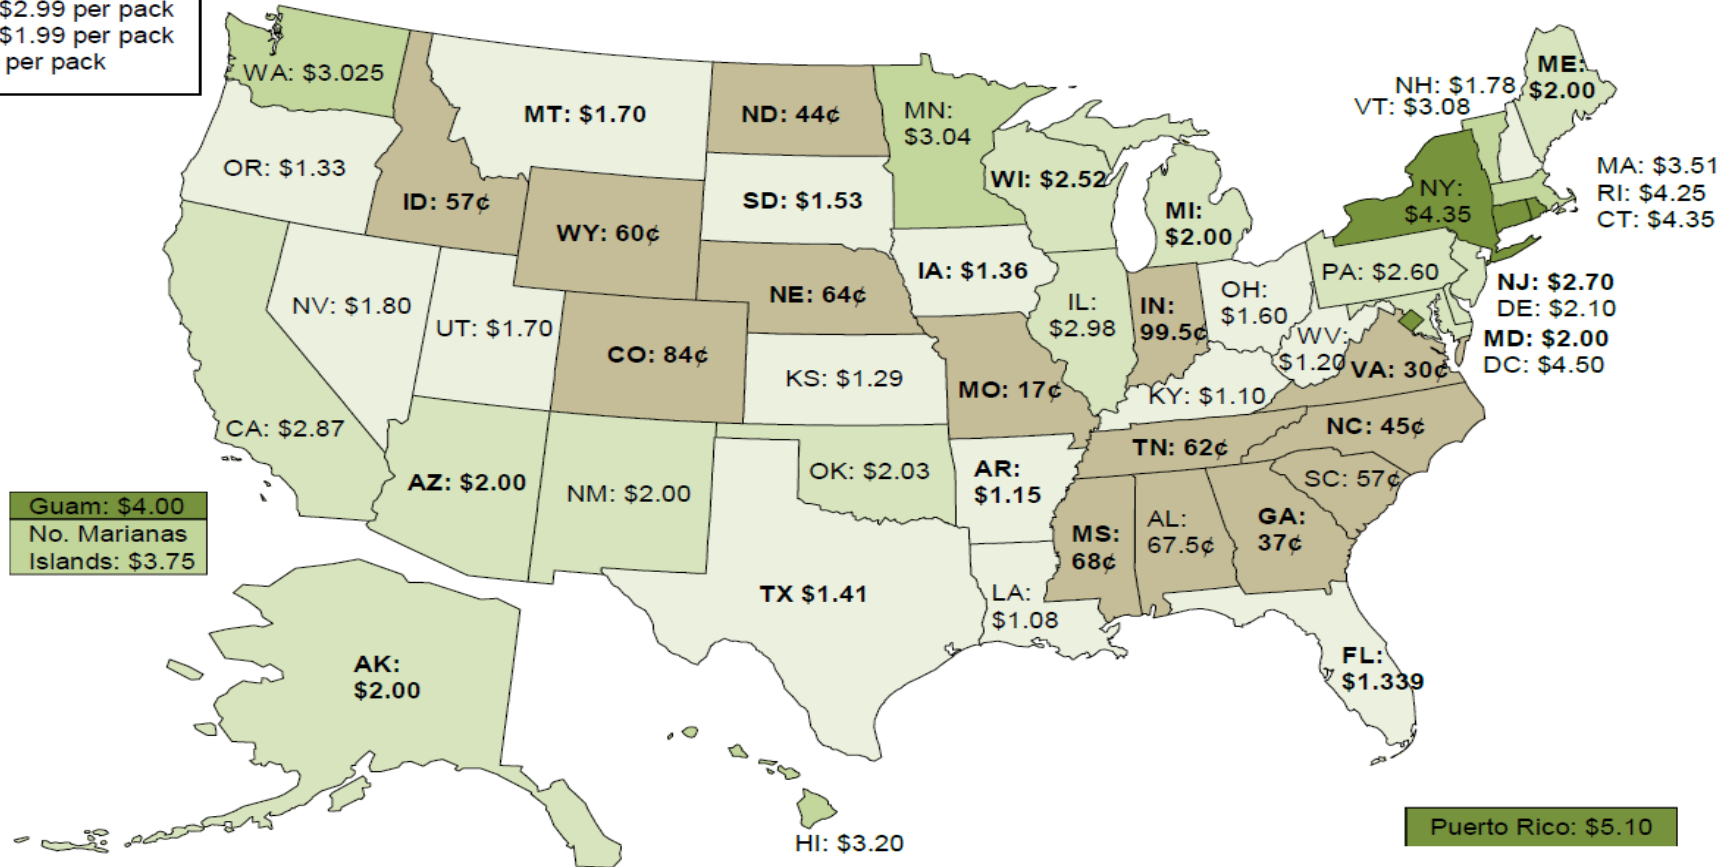 $2.99 per pack
$1.99 per pack
per pack
WA: $3.025
OR: $1.33
MT: $1.70
ID: 57¢
ND: 44¢
MN:
$3.04
SD: $1.53
WY: 60¢
WI: $2.52
MI:
$2.00
NH: $1.78
VT: $3.08
ME:
$2.00
NY:
$4.35
MA: $3.51
RI: $4.25
CT: $4.35
NV: $1.80
UT: $1.70
CO: 84¢
NE: 64¢
IA: $1.36
IL:
$2.98
IN:
99.5¢
OH:
$1.60
PA: $2.60
NJ: $2.70
DE: $2.10
MD: $2.00
DC: $4.50
WV:
$1.20
VA: 30¢
CA: $2.87
KS: $1.29
MO: 17¢
KY: $1.10
TN: 62¢
NC: 45¢
SC: 57¢
AZ: $2.00
NM: $2.00
OK: $2.03
AR:
$1.15
MS:
68¢
AL:
67.5¢
GA:
37¢
TX $1.41
LA:
$1.08
FL:
$1.339
Guam: $4.00
No. Marianas
Islands: $3.75
AK:
$2.00
HI: $3.20
Puerto Rico: $5.10